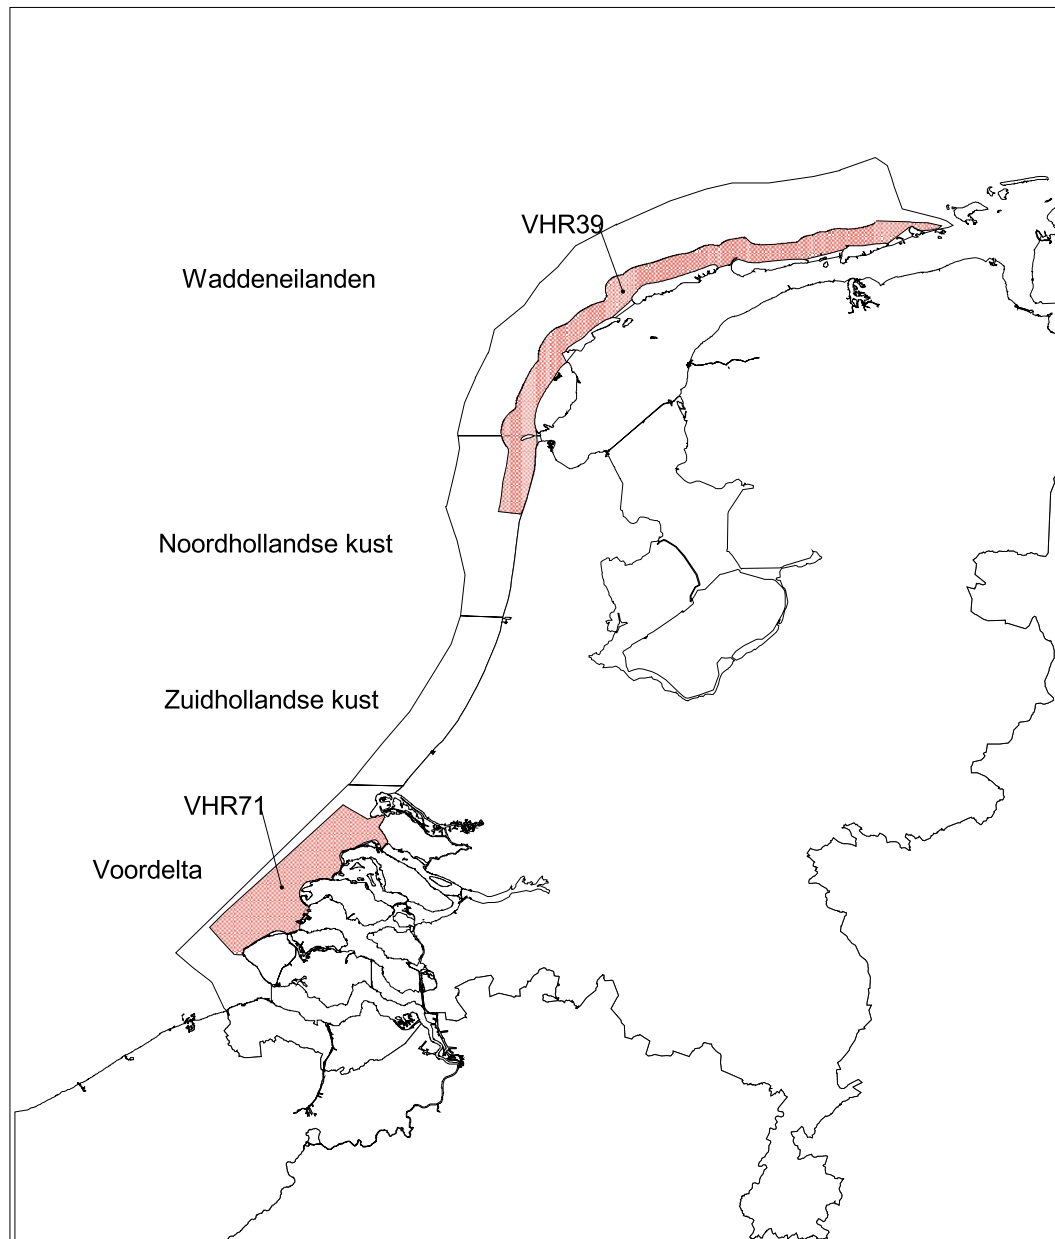 VHR39
Waddeneilanden
Noordhollandse kust
Zuidhollandse kust
VHR71
Voordelta